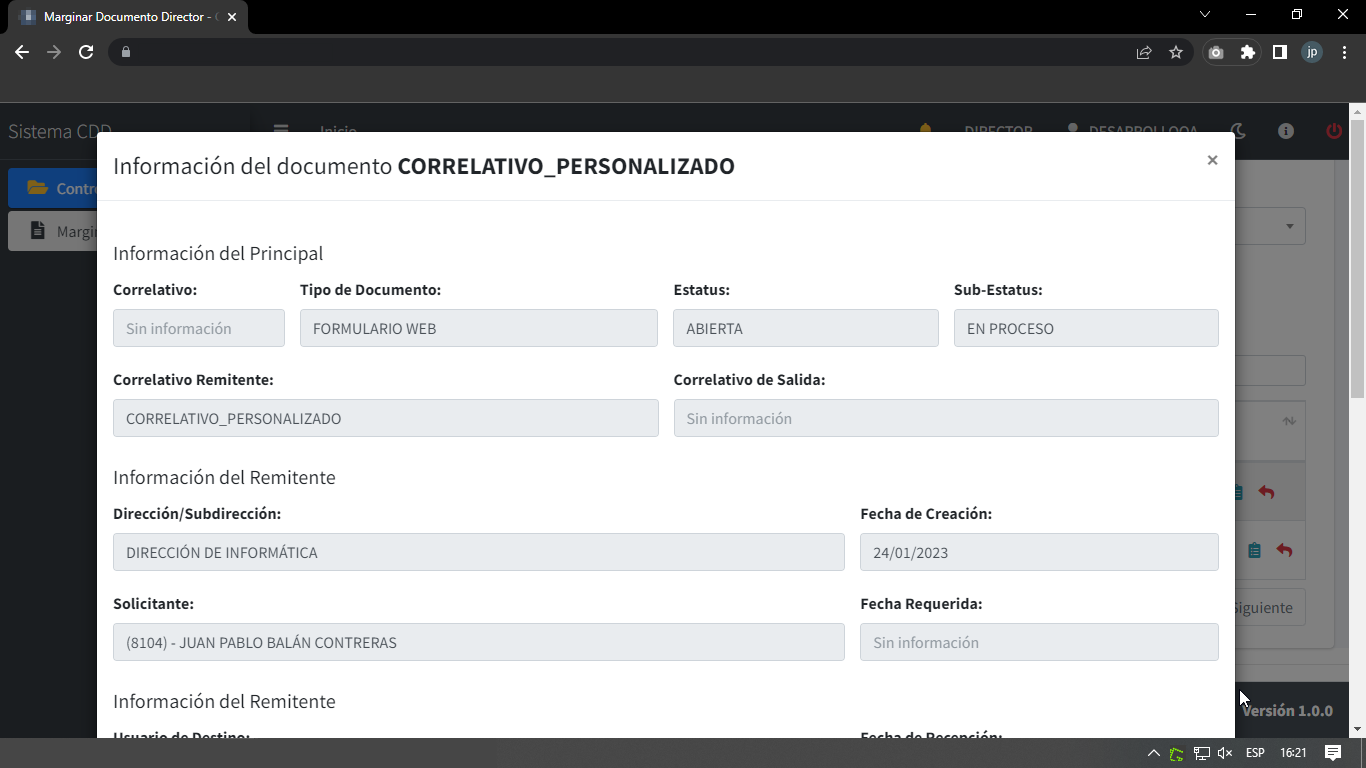 Marginar Documento Director -
jp
Sistema CDD
Inicio
DIRECTOR
DESARROLLOOA
Información del documento CORRELATIVO_PERSONALIZADO
×
Contro
Margin
Información del Principal
Correlativo: Tipo de Documento: Estatus: Sub-Estatus:
Sin información FORMULARIO WEB ABIERTA EN PROCESO
Correlativo Remitente: Correlativo de Salida:
CORRELATIVO_PERSONALIZADO Sin información
Información del Remitente
Dirección/Subdirección: Fecha de Creación:
DIRECCIÓN DE INFORMÁTICA 24/01/2023
Solicitante: Fecha Requerida:
(8104) - JUAN PABLO BALÁN CONTRERAS Sin información
Siguiente
Información del Remitente
Versión 1.0.0
Usuario de Destino: Fecha de Recepción:
ESP 16:21